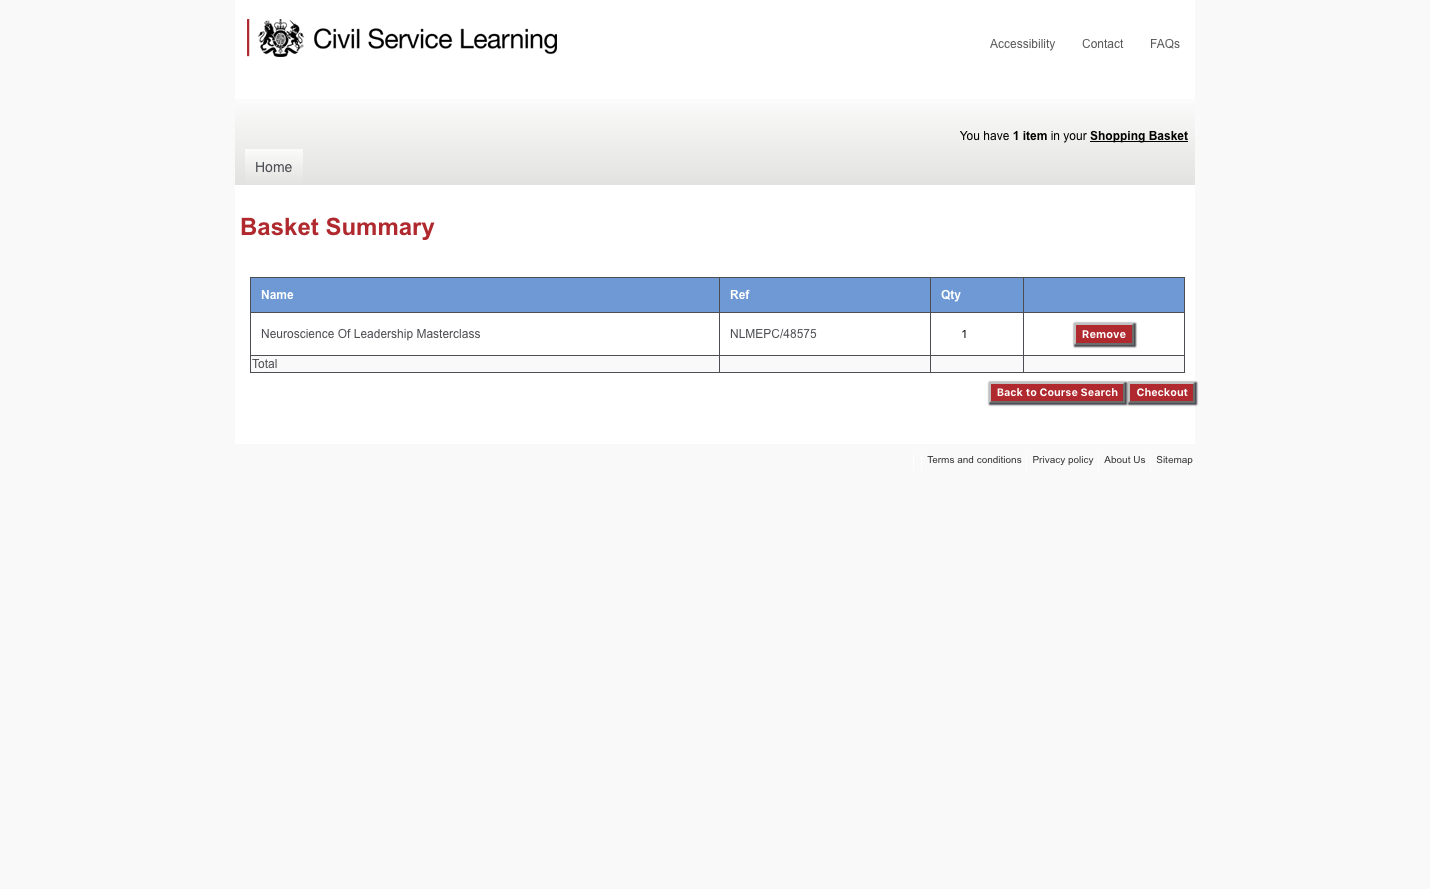 Civil Service Learning
Accessibility Contact FAQs
You have 1 item in your Shopping Basket
Home
Basket Summary
Name Ref Qty
Neuroscience Of Leadership Masterclass NLMEPC/48575 1 Remove
Total
Back to Course Search Checkout
Terms and conditions Privacy policy About Us Sitemap